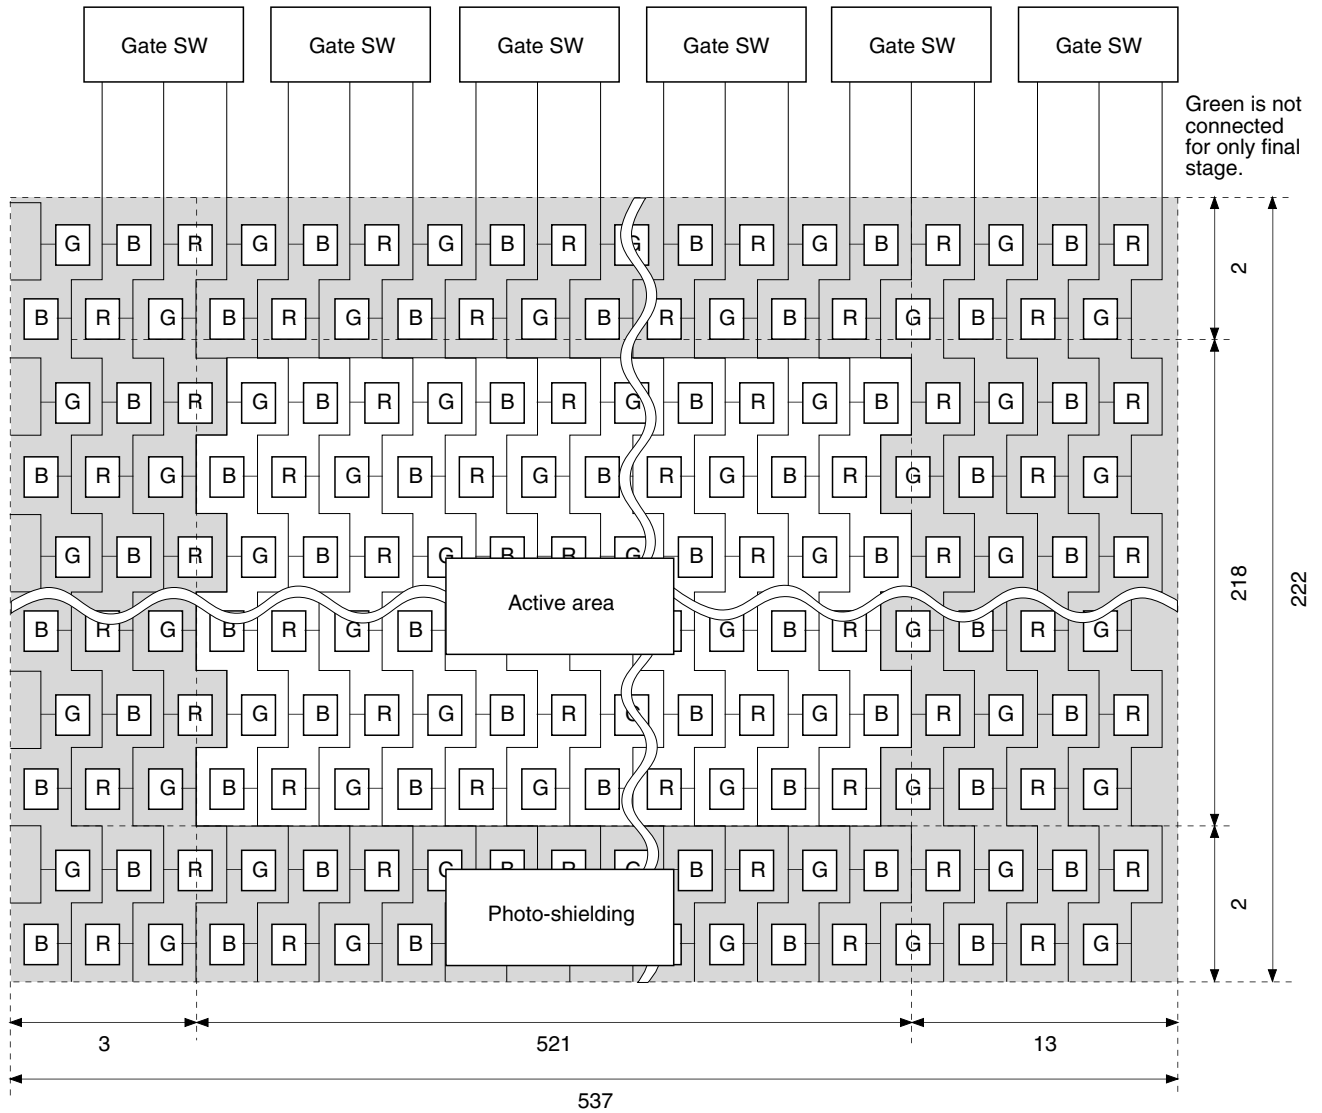 Gate SW Gate SW Gate SW Gate SW Gate SW Gate SW
Green is not
connected
for only final
stage.
G B R G B R G B R G B R G B R G B R
2
B R G B R G B R G B R G B R G B R G
G B R G B R G B R G B R G B R G B R
B R G B R G B R G B R G B R G B R G
G B R G B R G B R G B R G B R G B R
218
222
Active area
B R G B R G B G B R G B R G
G B R G B R G B R G B R G B R G B R
B R G B R G B R G B R G B R G B R G
G B R G B R G B R G B R G B R G B R
2
Photo-shielding
B R G B R G B G B R G B R G
3 521 13
537